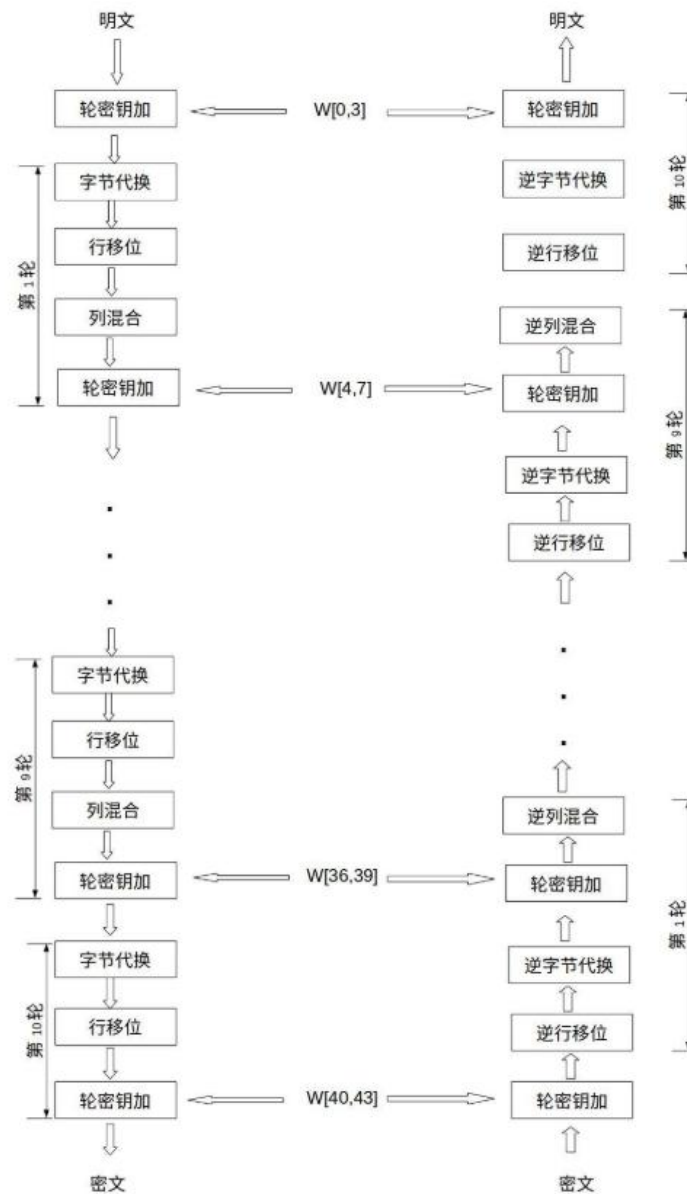 明文
轮密钥加
字节代换
行移位
列混合
轮密钥加
第1轮
字节代换
行移位
列混合
轮密钥加
第9轮
字节代换
行移位
轮密钥加
第10轮
密文
W[0,3]
W[4,7]
W[36,39]
W[40,43]
明文
轮密钥加
逆字节代换
逆行移位
第10轮
逆列混合
轮密钥加
逆字节代换
逆行移位
第9轮
逆列混合
轮密钥加
逆字节代换
逆行移位
第1轮
轮密钥加
密文